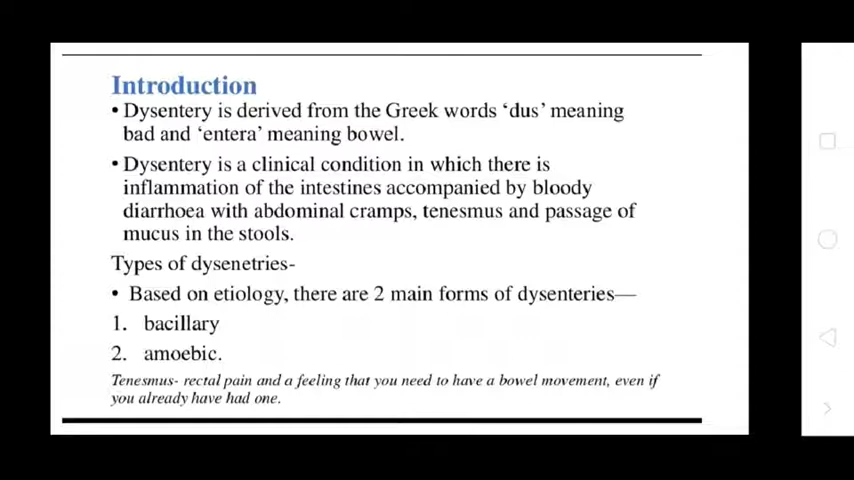 Introduction
• Dysentery is derived from the Greek words ‘dus’ meaning
bad and ‘entera’ meaning bowel.
• Dysentery is a clinical condition in which there is
inflammation of the intestines accompanied by bloody
diarrhoea with abdominal cramps, tenesmus and passage of
mucus in the stools.
Types of dysenetries-
• Based on etiology, there are 2 main forms of dysenteries—
1. bacillary
2. amoebic.
Tenesmus- rectal pain and a feeling that you need to have a bowel movement, even if
you already have had one.